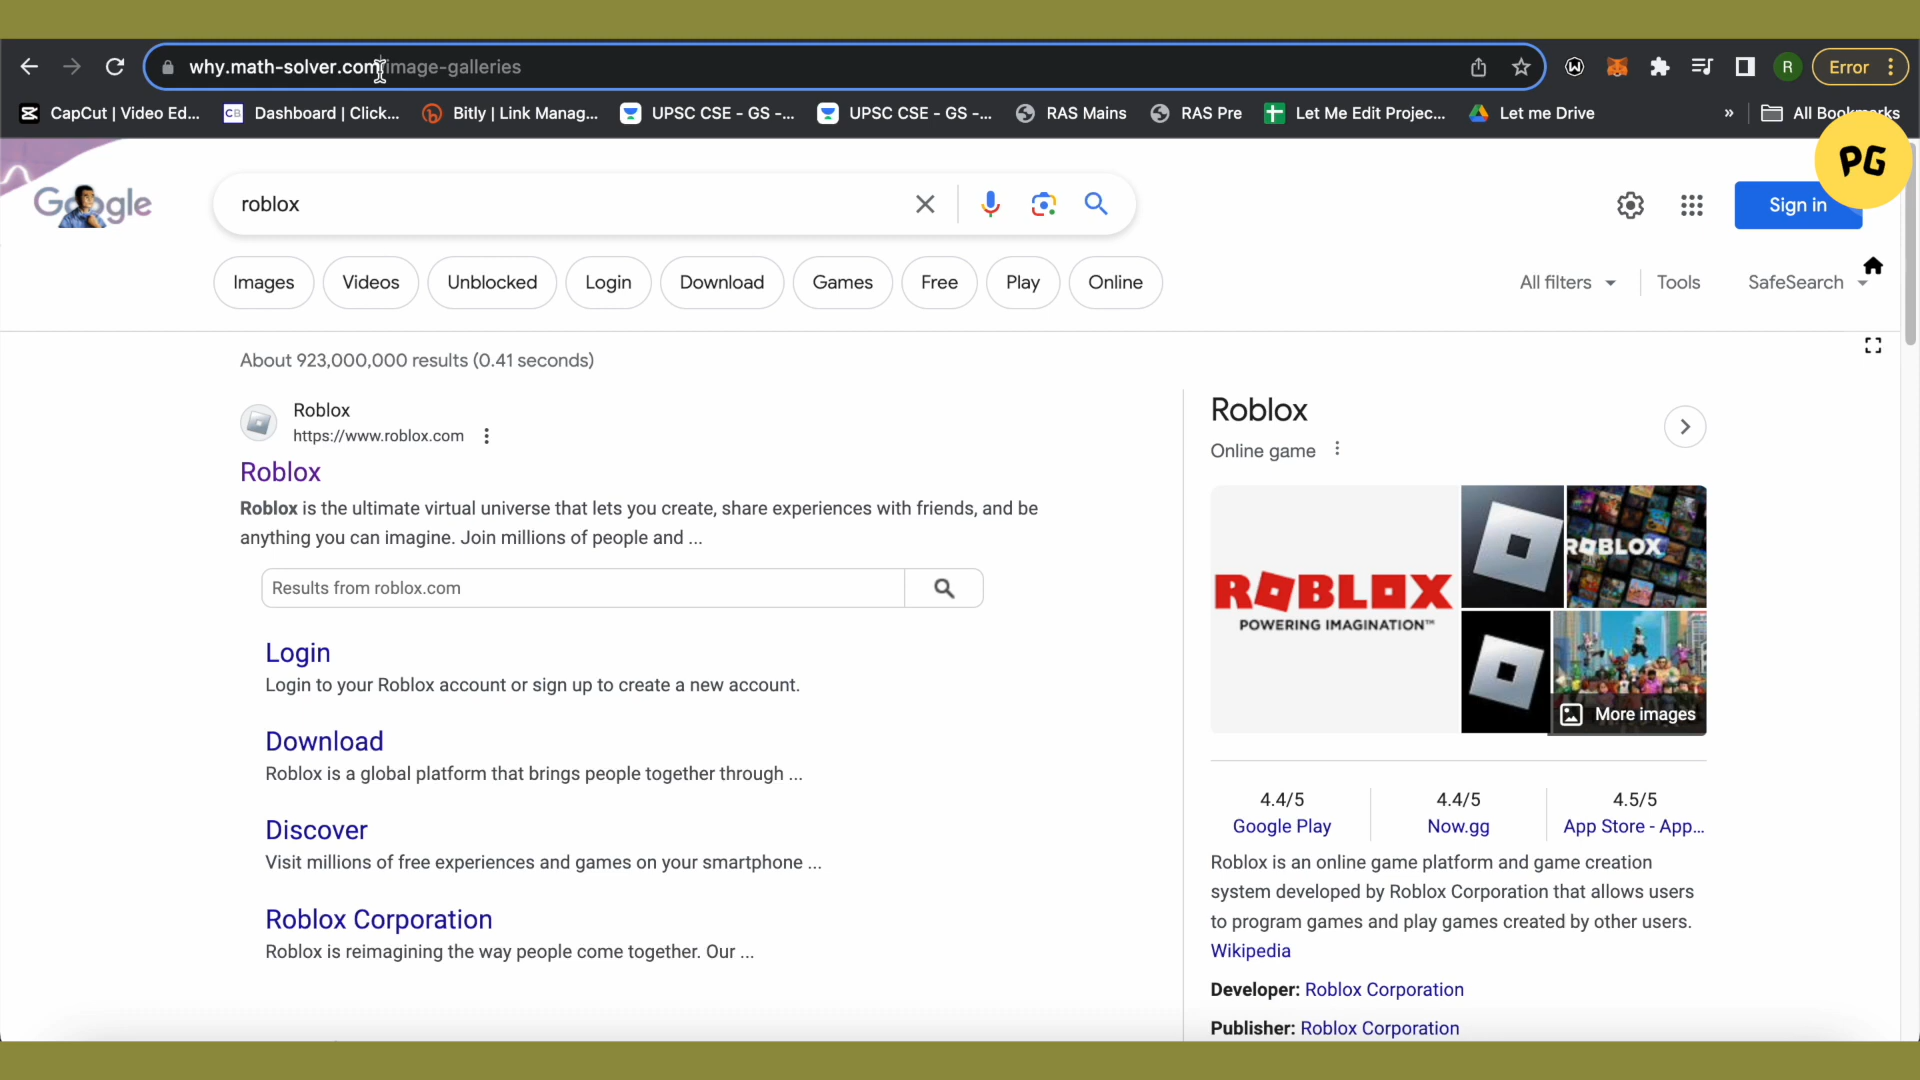 why.math-solver.com/image-galleries
R
Error
CapCut | Video Ed...
CB
Dashboard | Click...
Bitly | Link Manag...
UPSC CSE - GS -...
UPSC CSE - GS -...
RAS Mains
RAS Pre
Let Me Edit Projec...
Let me Drive
»
All Bookmarks
PG
Google
roblox
Sign in
Images
Videos
Unblocked
Login
Download
Games
Free
Play
Online
All filters
Tools
SafeSearch
About 923,000,000 results (0.41 seconds)
Roblox
https://www.roblox.com
Roblox
Roblox is the ultimate virtual universe that lets you create, share experiences with friends, and be
anything you can imagine. Join millions of people and ...
Results from roblox.com
Login
Login to your Roblox account or sign up to create a new account.
Download
Roblox is a global platform that brings people together through ...
Discover
Visit millions of free experiences and games on your smartphone ...
Roblox Corporation
Roblox is reimagining the way people come together. Our ...
Roblox
Online game
ROBLOX
POWERING IMAGINATION™
ROBLOX
More images
4.4/5
Google Play
4.4/5
Now.gg
4.5/5
App Store - App...
Roblox is an online game platform and game creation
system developed by Roblox Corporation that allows users
to program games and play games created by other users.
Wikipedia
Developer: Roblox Corporation
Publisher: Roblox Corporation